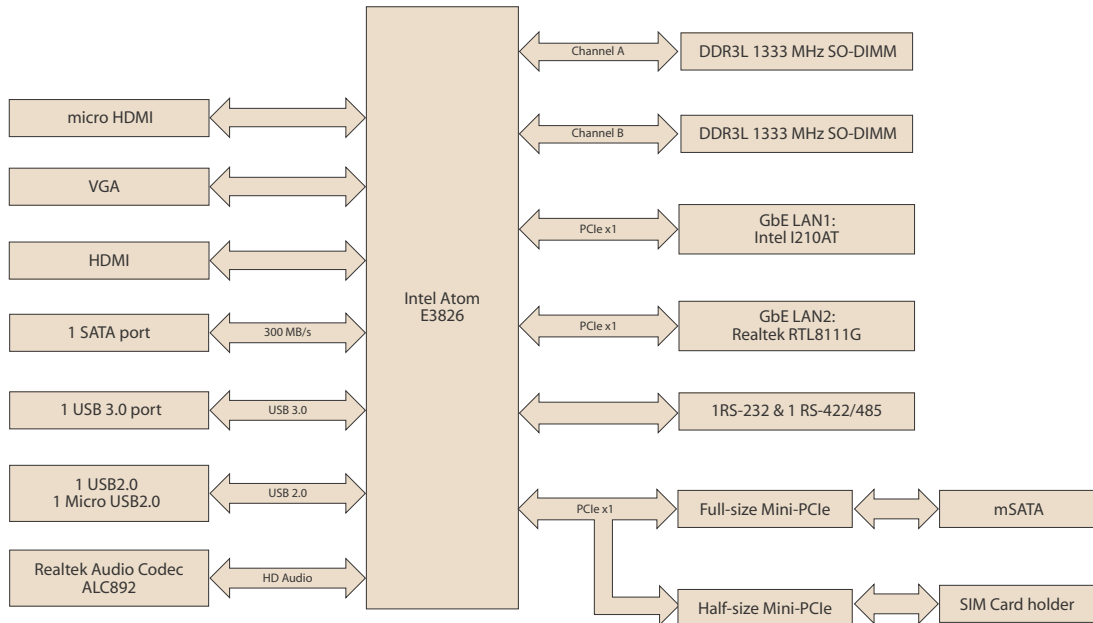 micro HDMI
VGA
HDMI
1 SATA port
300 MB/s
1 USB 3.0 port
USB 3.0
1 USB2.0
1 Micro USB2.0
USB 2.0
Realtek Audio Codec
ALC892
HD Audio
Intel Atom
E3826
Channel A
DDR3L 1333 MHz SO-DIMM
Channel B
DDR3L 1333 MHz SO-DIMM
PCIe x1
GbE LAN1:
Intel I210AT
PCIe x1
GbE LAN2:
Realtek RTL8111G
1RS-232 & 1 RS-422/485
PCIe x1
Full-size Mini-PCIe
mSATA
Half-size Mini-PCIe
SIM Card holder